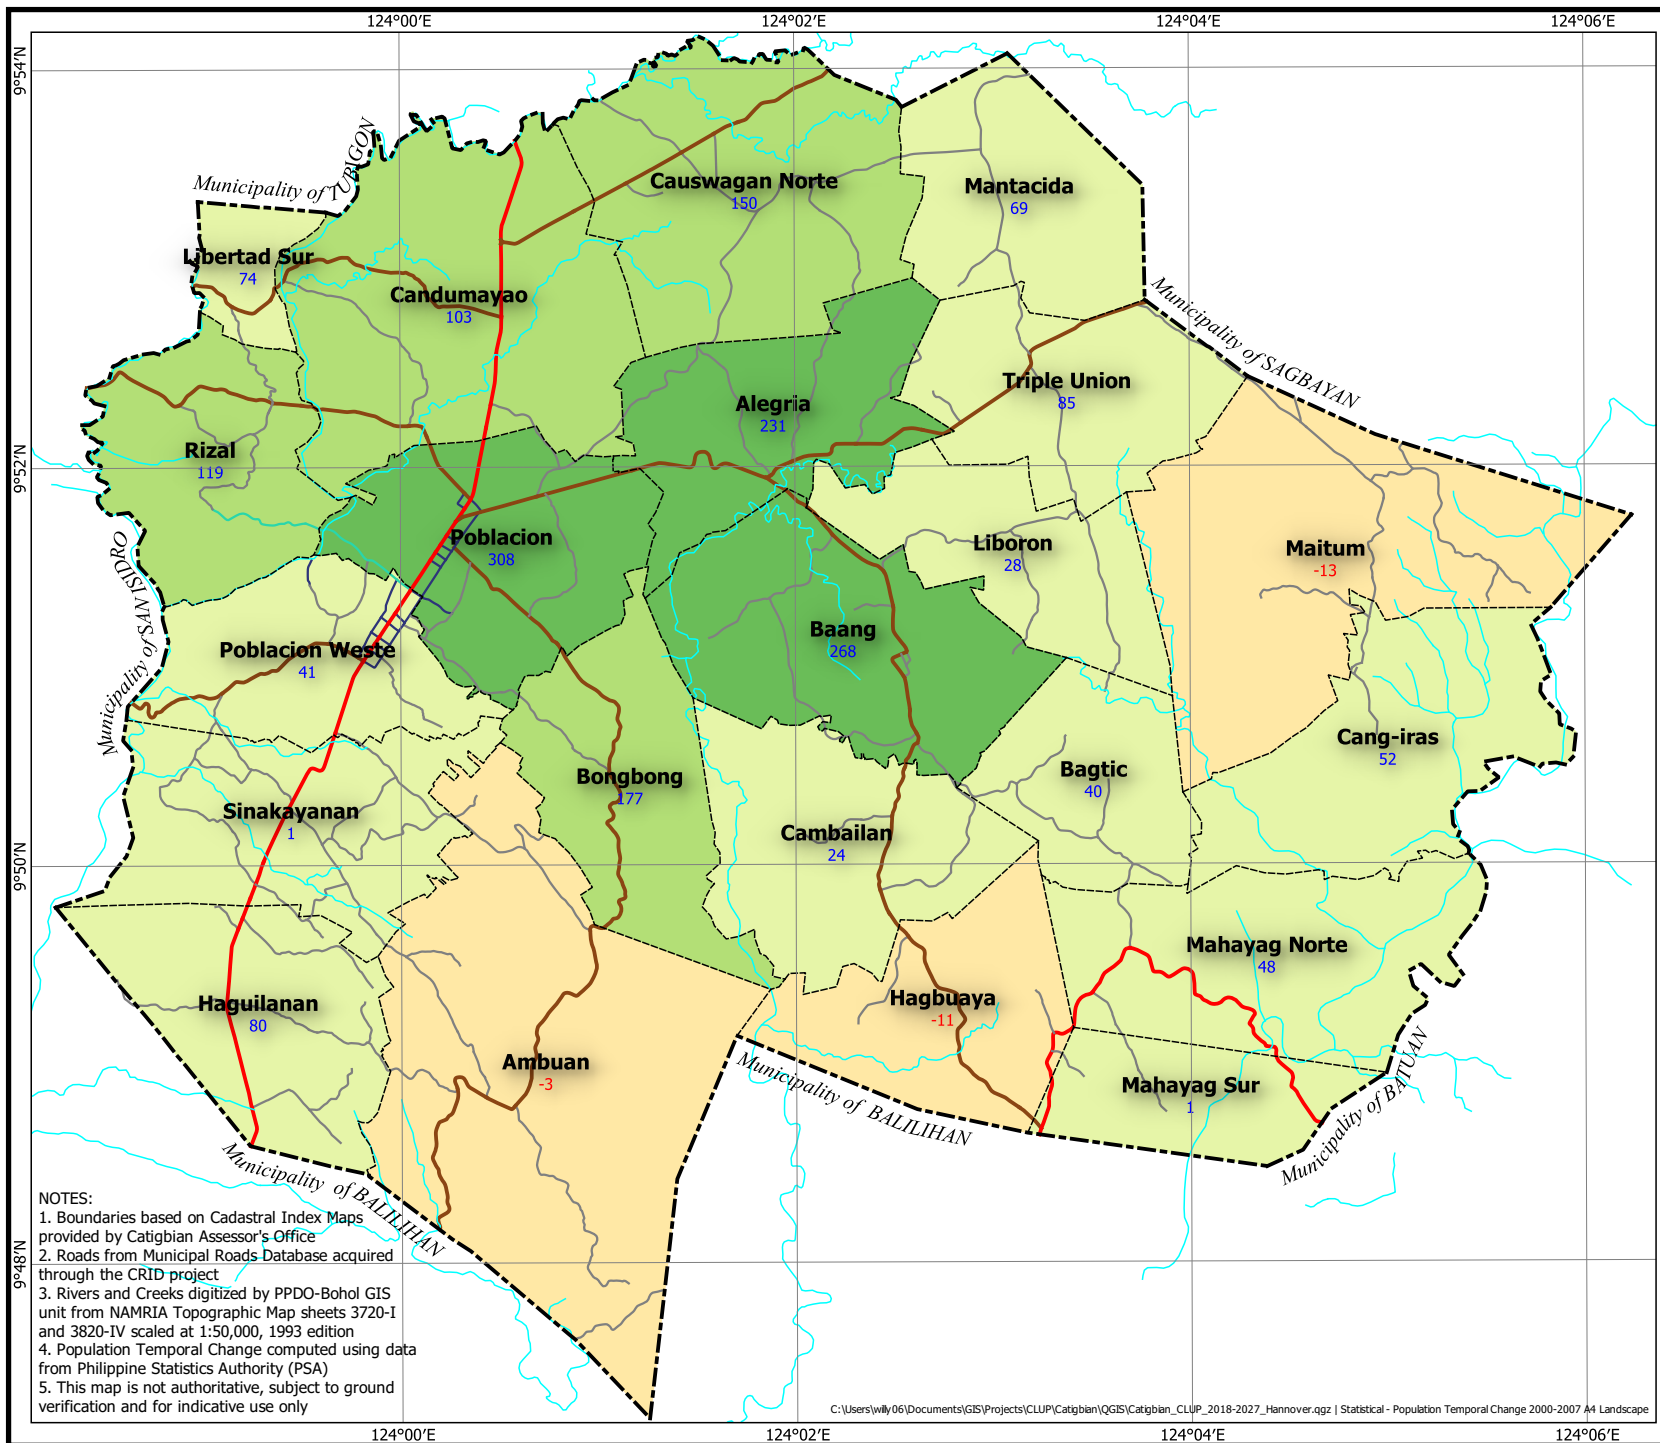 124°00'E
124°02'E
124°04'E
124°06'E
9°54'N
9°52'N
9°50'N
9°48'N
Municipality of TUBIGON
Causwagan Norte
150
Mantacida
69
Libertad Sur
74
Candumayao
103
Municipality of SAGBAYAN
Triple Union
85
Alegria
231
Rizal
119
Poblacion
308
Liboron
28
Maitum
-13
Municipality of SAN ISIDRO
Baang
268
Poblacion Weste
41
Cang-iras
52
Bagtic
40
Bongbong
177
Sinakayanan
1
Cambailan
24
Mahayag Norte
48
Haguilanan
80
Hagbuaya
-11
Ambuan
-3
Mahayag Sur
1
Municipality of BALILIHAN
Municipality of BATUAN
Municipality of BALILIHAN
NOTES:
1. Boundaries based on Cadastral Index Maps
provided by Catigbian Assessor's Office
2. Roads from Municipal Roads Database acquired
through the CRID project
3. Rivers and Creeks digitized by PPDO-Bohol GIS
unit from NAMRIA Topographic Map sheets 3720-I
and 3820-IV scaled at 1:50,000, 1993 edition
4. Population Temporal Change computed using data
from Philippine Statistics Authority (PSA)
5. This map is not authoritative, subject to ground
verification and for indicative use only
C:\Users\willy06\Documents\GIS\Projects\CLUP\Catigbian\QGIS\Catigbian_CLUP_2018-2027_Hannover.qgz | Statistical - Population Temporal Change 2000-2007 A4 Landscape
124°00'E
124°02'E
124°04'E
124°06'E